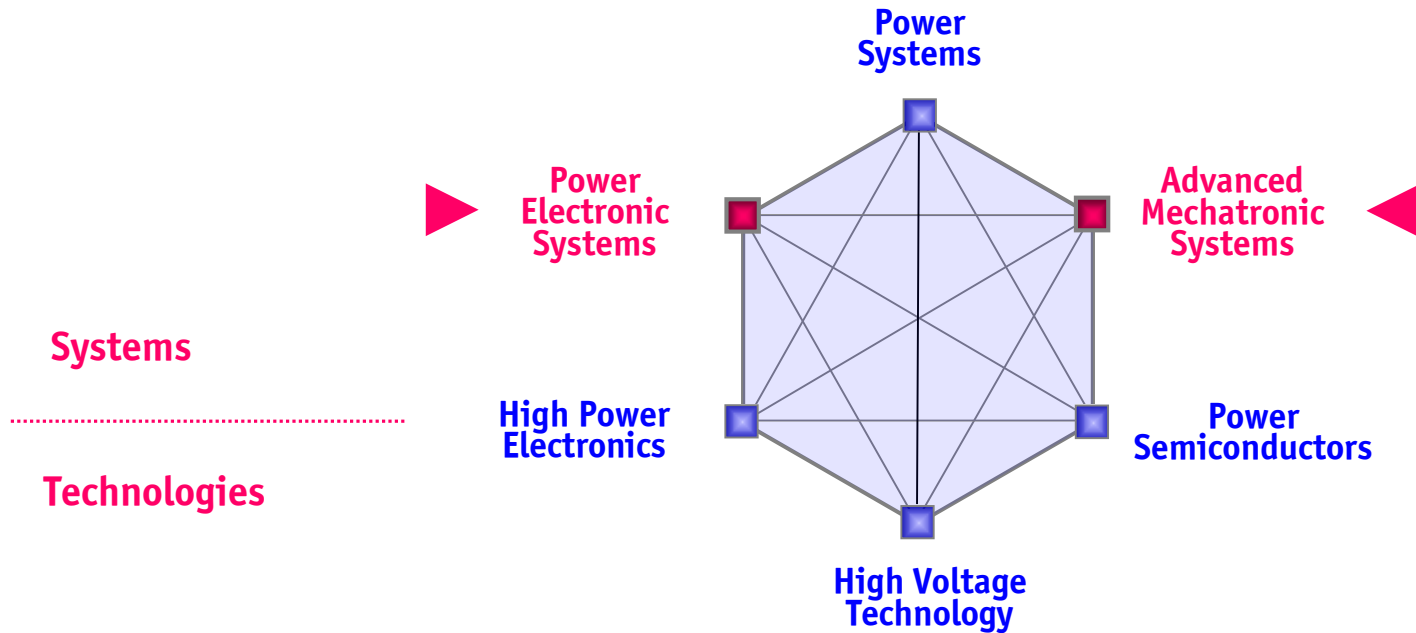 Power
Systems
Power
Electronic
Systems
Advanced
Mechatronic
Systems
Systems
High Power
Electronics
Power
Semiconductors
Technologies
High Voltage
Technology